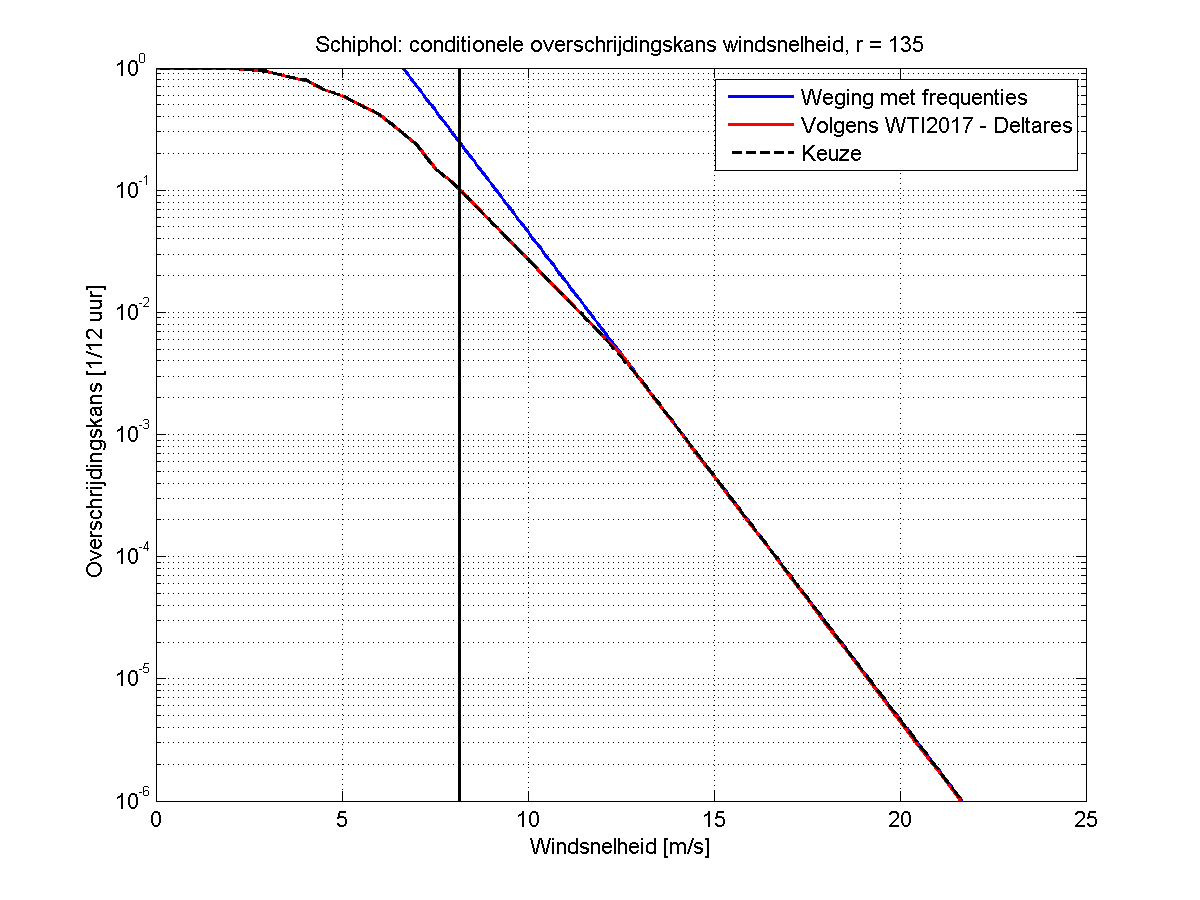 Schiphol: conditionele overschrijdingskans windsnelheid, r = 135
Weging met frequenties
Volgens WTI2017 - Deltares
Keuze
Overschrijdingskans [1/12 uur]
10^0
10^-1
10^-2
10^-3
10^-4
10^-5
10^-6
0 5 10 15 20 25
Windsnelheid [m/s]